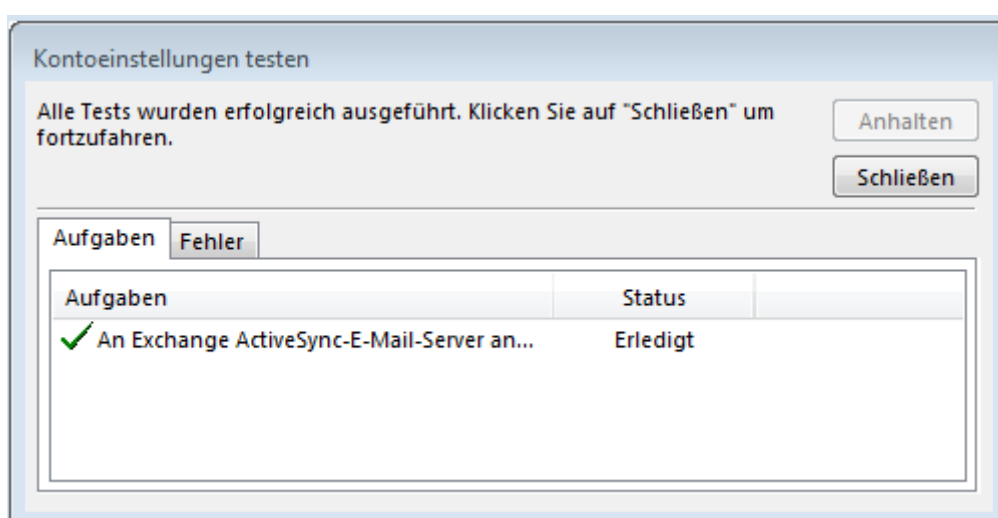 Kontoeinstellungen testen
Alle Tests wurden erfolgreich ausgeführt. Klicken Sie auf "Schließen" um
fortzufahren.
Anhalten
Schließen
Aufgaben Fehler
Aufgaben Status
An Exchange ActiveSync-E-Mail-Server an... Erledigt